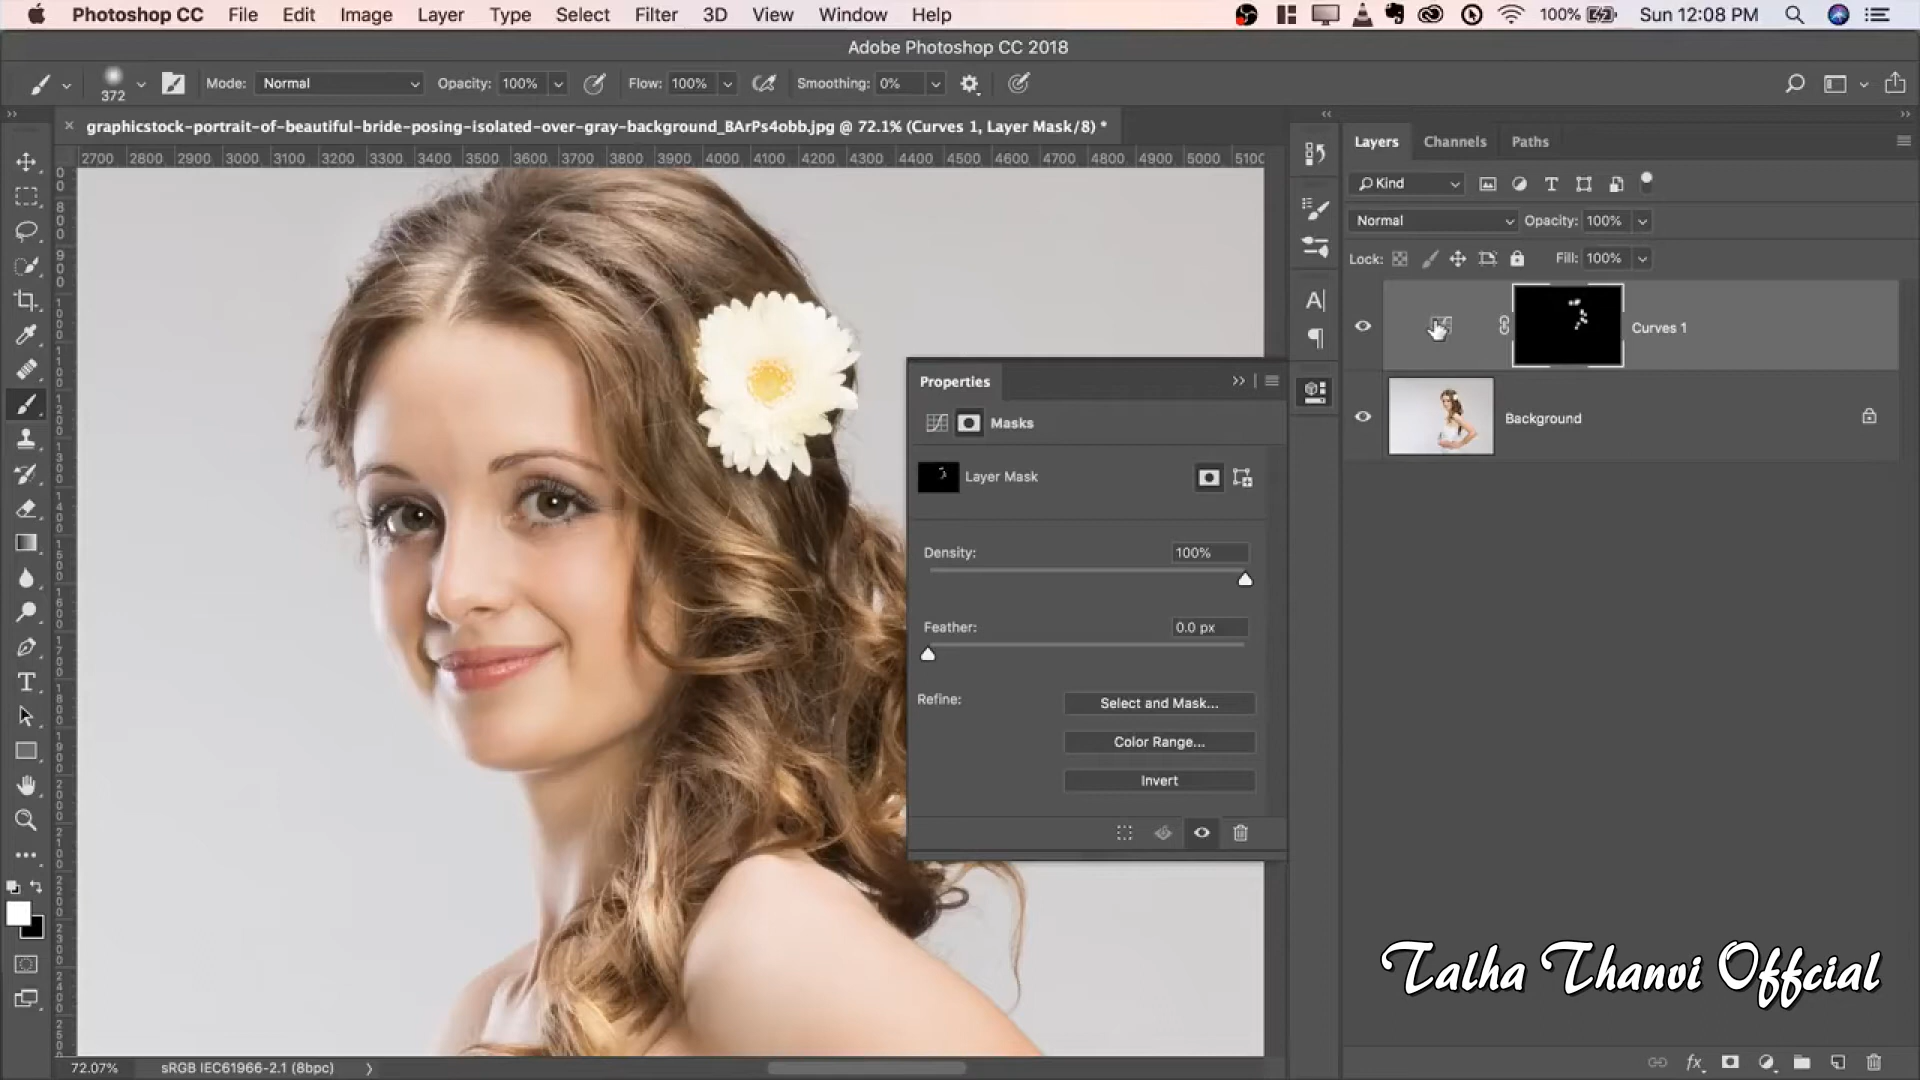 Photoshop CC File Edit Image Layer Type Select Filter 3D View Window Help 100% Sun 12:08 PM
Adobe Photoshop CC 2018
372 Mode: Normal Opacity: 100% Flow: 100% Smoothing: 0%
graphicstock-portrait-of-beautiful-bride-posing-isolated-over-gray-background_BArPs4obb.jpg @ 72.1% (Curves 1, Layer Mask/8) *
2700 2800 2900 3000 3100 3200 3300 3400 3500 3600 3700 3800 3900 4000 4100 4200 4300 4400 4500 4600 4700 4800 4900 5000 5100
Layers Channels Paths
Kind
Normal Opacity: 100%
Lock: Fill: 100%
Curves 1
Background
Properties
Masks
Layer Mask
Density: 100%
Feather: 0.0 px
Refine: Select and Mask...
Color Range...
Invert
Talha Thanvi Offcial
72.07% sRGB IEC61966-2.1 (8bpc)